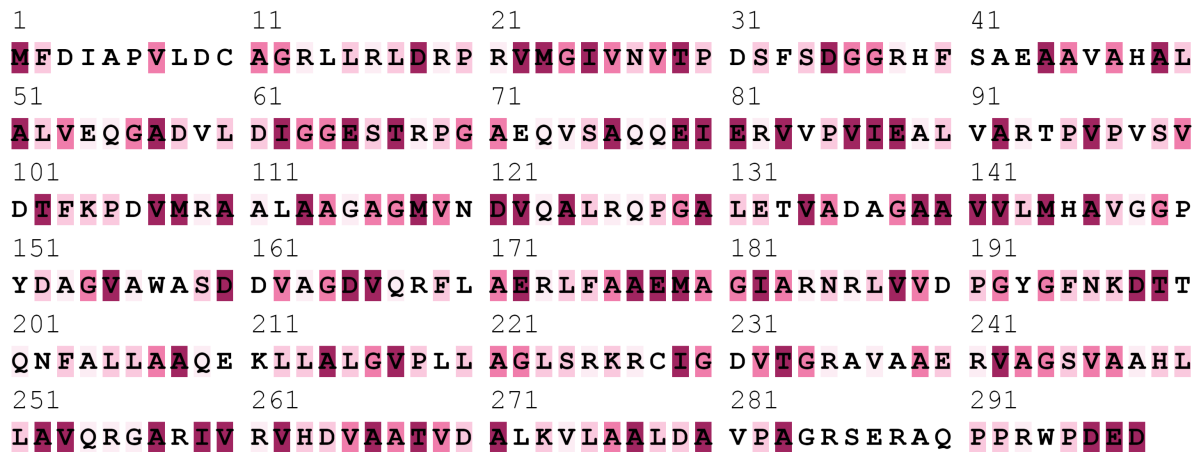 1 11 21 31 41
MFDIAPVLDC AGRLLRLDRP RVMGIVNVTP DSFSDGGRHF SAEAAVAHAL
51 61 71 81 91
ALVEQGADVL DIGGESTRPG AEQVSAQQEI ERVVPVIEAL VARTPVPVSV
101 111 121 131 141
DTFKPDVMRA ALAAGAGMVN DVQALRQPGA LETVADAGAA VVLMHAVGGP
151 161 171 181 191
YDAGVAWASD DVAGDVQRFL AERLFAAEMA GIARNRLVVD PGYGFNKDTT
201 211 221 231 241
QNFALLAAQE KLLALGVPLL AGLSRKRCIG DVTGRAVAAE RVAGSVAAHL
251 261 271 281 291
LAVQRGARIV RVHDVAATVD ALKVLAALDA VPAGRSERAQ PPRWPDED